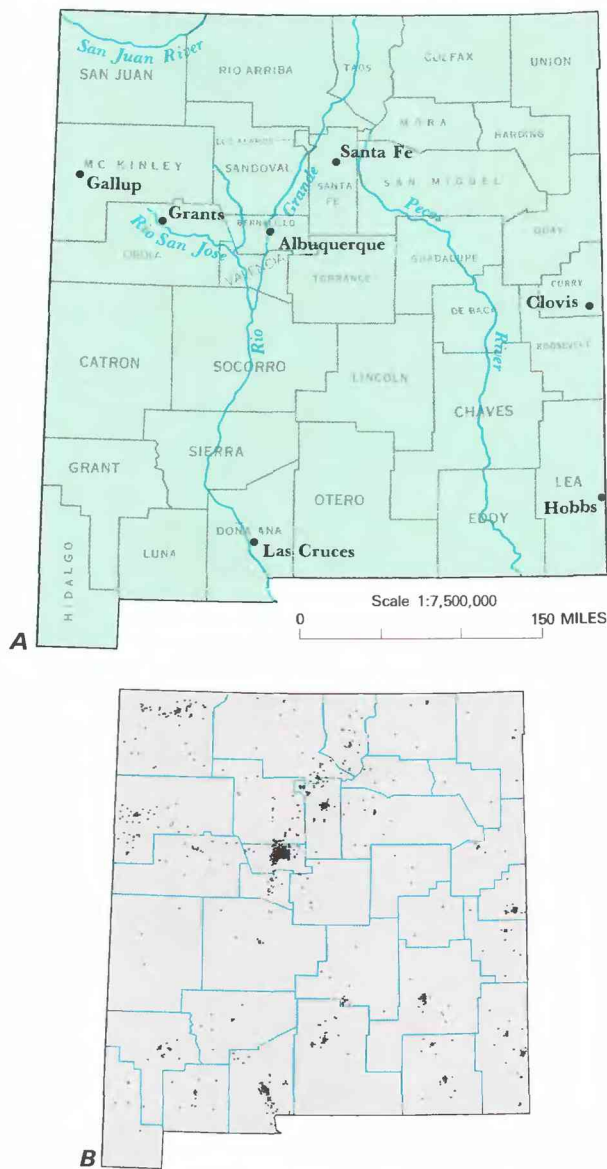 San Juan River
SAN JUAN
RIO ARRIBA
TAOS
COLFAX
UNION
MORA
HARDING
LOS ALAMOS
MC KINLEY
SANDOVAL
Santa Fe
SANTA FE
SAN MIGUEL
Gallup
Grants
Rio San Jose
BERNALILLO
Rio Grande
Albuquerque
Pecos River
QUAY
CIBOLA
VALENCIA
TORRANCE
GUADALUPE
CURRY
Clovis
DE BACA
ROOSEVELT
CATRON
SOCORRO
LINCOLN
CHAVES
SIERRA
GRANT
OTERO
LEA
Hobbs
EDDY
DONA ANA
Las Cruces
LUNA
HIDALGO
Scale 1:7,500,000
0 150 MILES
A
B